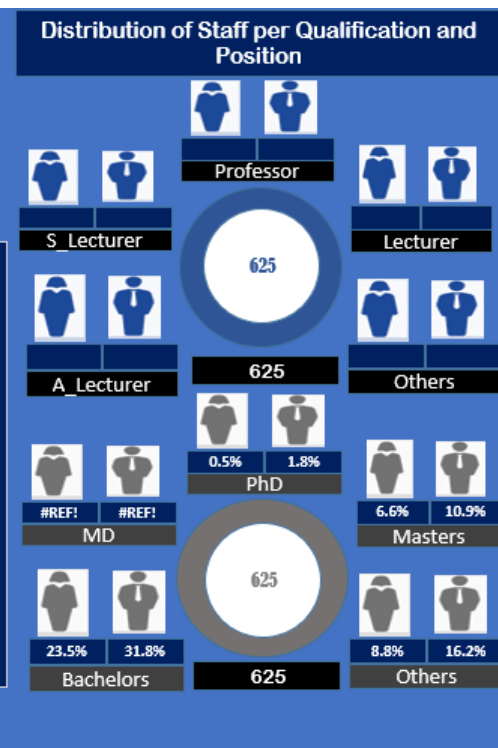 Distribution of Staff per Qualification and
Position
Professor
S_Lecturer
Lecturer
625
A_Lecturer
625
Others
0.5% 1.8%
PhD
#REF! #REF!
MD
6.6% 10.9%
Masters
625
23.5% 31.8%
Bachelors
625
8.8% 16.2%
Others